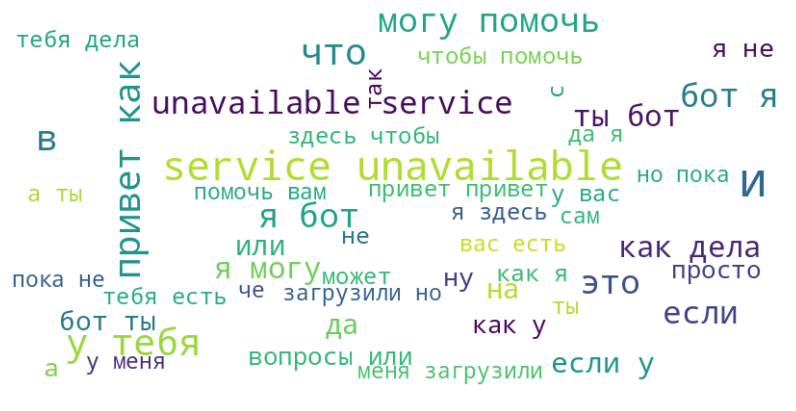 могу помочь
тебя дела
что
чтобы помочь
я не
привет как
так
с
бот я
unavailable service
ты бот
в
здесь чтобы
да я
service unavailable
но пока
и
а ты
помочь вам
привет привет
у вас
я бот
я здесь
сам
или
не
вас есть
как дела
я могу
может
ну
как я
это
просто
пока не
тебя есть
че
загрузили но
на
ты
если
бот ты
да
как у
у тебя
у меня
вопросы или
если у
а
меня загрузили